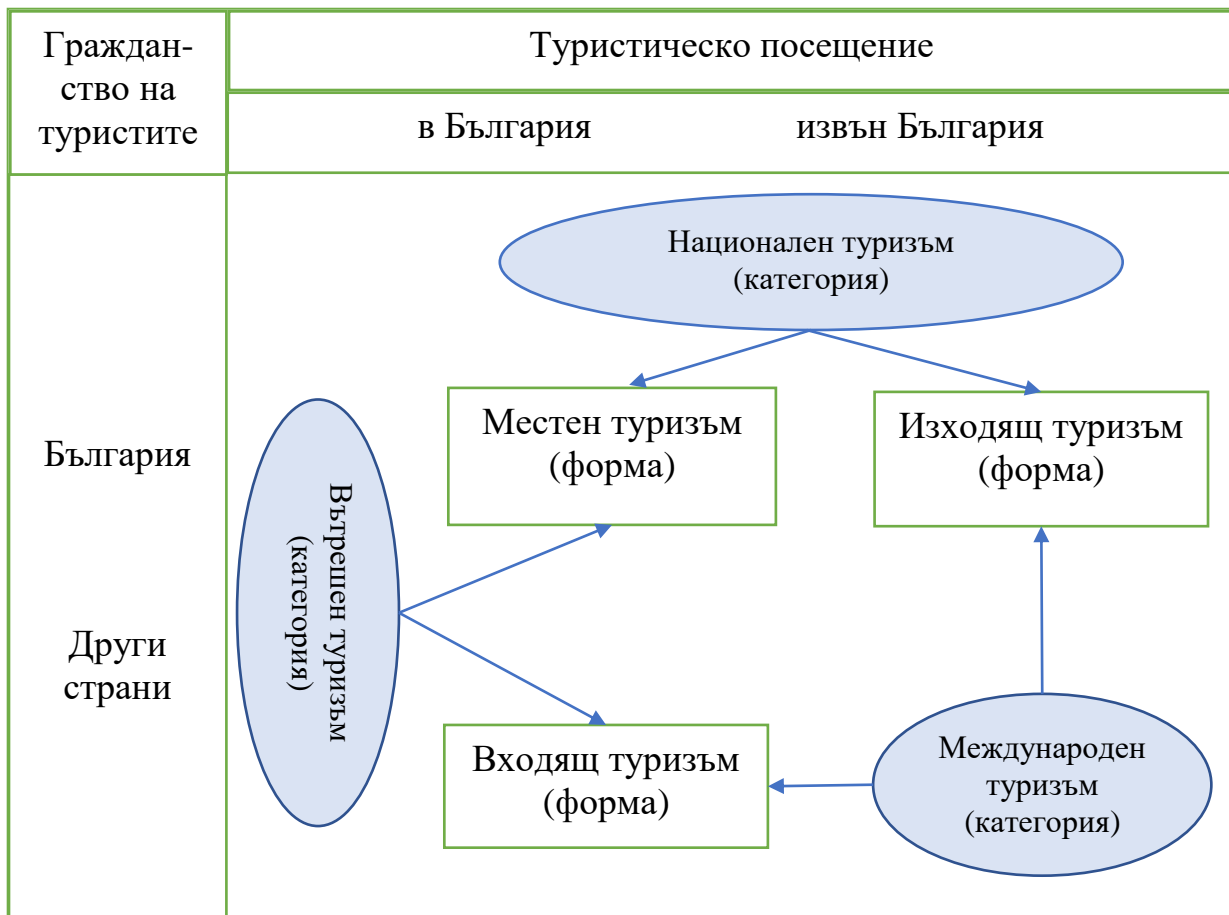 Граждан-
ство на
туристите
Туристическо посещение
в България извън България
Национален туризъм
(категория)
България
Местен туризъм
(форма)
Изходящ туризъм
(форма)
Вътрешен туризъм
(категория)
Други
страни
Входящ туризъм
(форма)
Международен
туризъм
(категория)